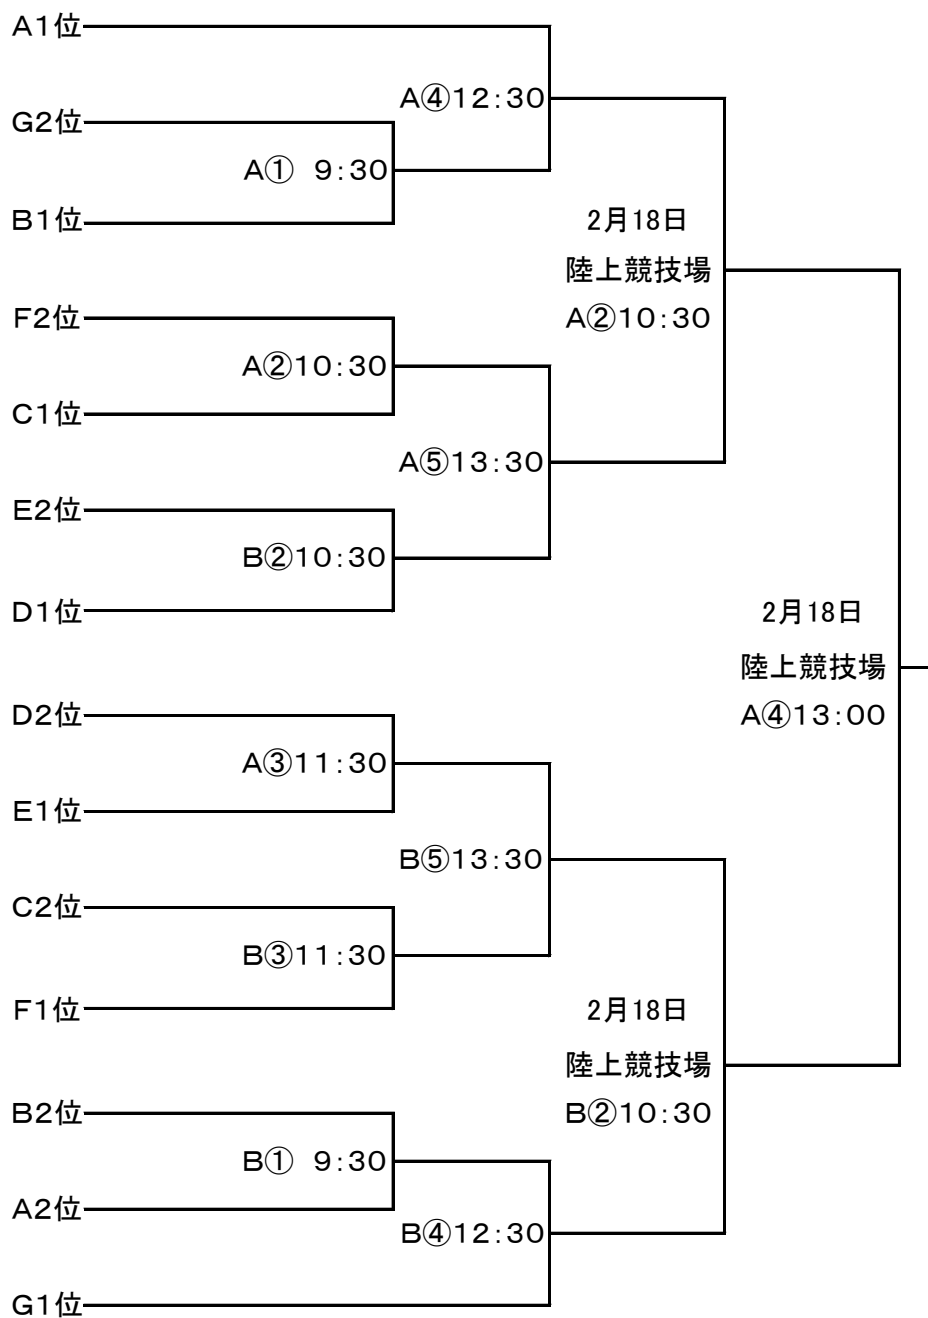 A1位
A④12:30
G2位
A① 9:30
B1位
2月18日
陸上競技場
A②10:30
F2位
A②10:30
C1位
A⑤13:30
E2位
B②10:30
D1位
2月18日
陸上競技場
A④13:00
D2位
A③11:30
E1位
B⑤13:30
C2位
B③11:30
F1位
2月18日
陸上競技場
B②10:30
B2位
B① 9:30
A2位
B④12:30
G1位